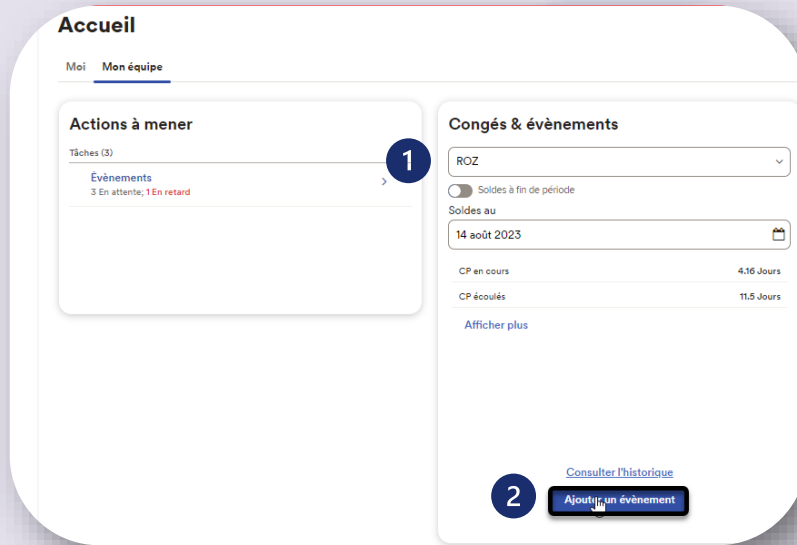 Accueil
Moi Mon équipe
Actions à mener
Tâches (3)
Évènements
3 En attente; 1 En retard
1
Congés & évènements
ROZ
Soldes à fin de période
Soldes au
14 août 2023
CP en cours 4.16 Jours
CP écoulés 11.5 Jours
Afficher plus
Consulter l'historique
2
Ajouter un évènement